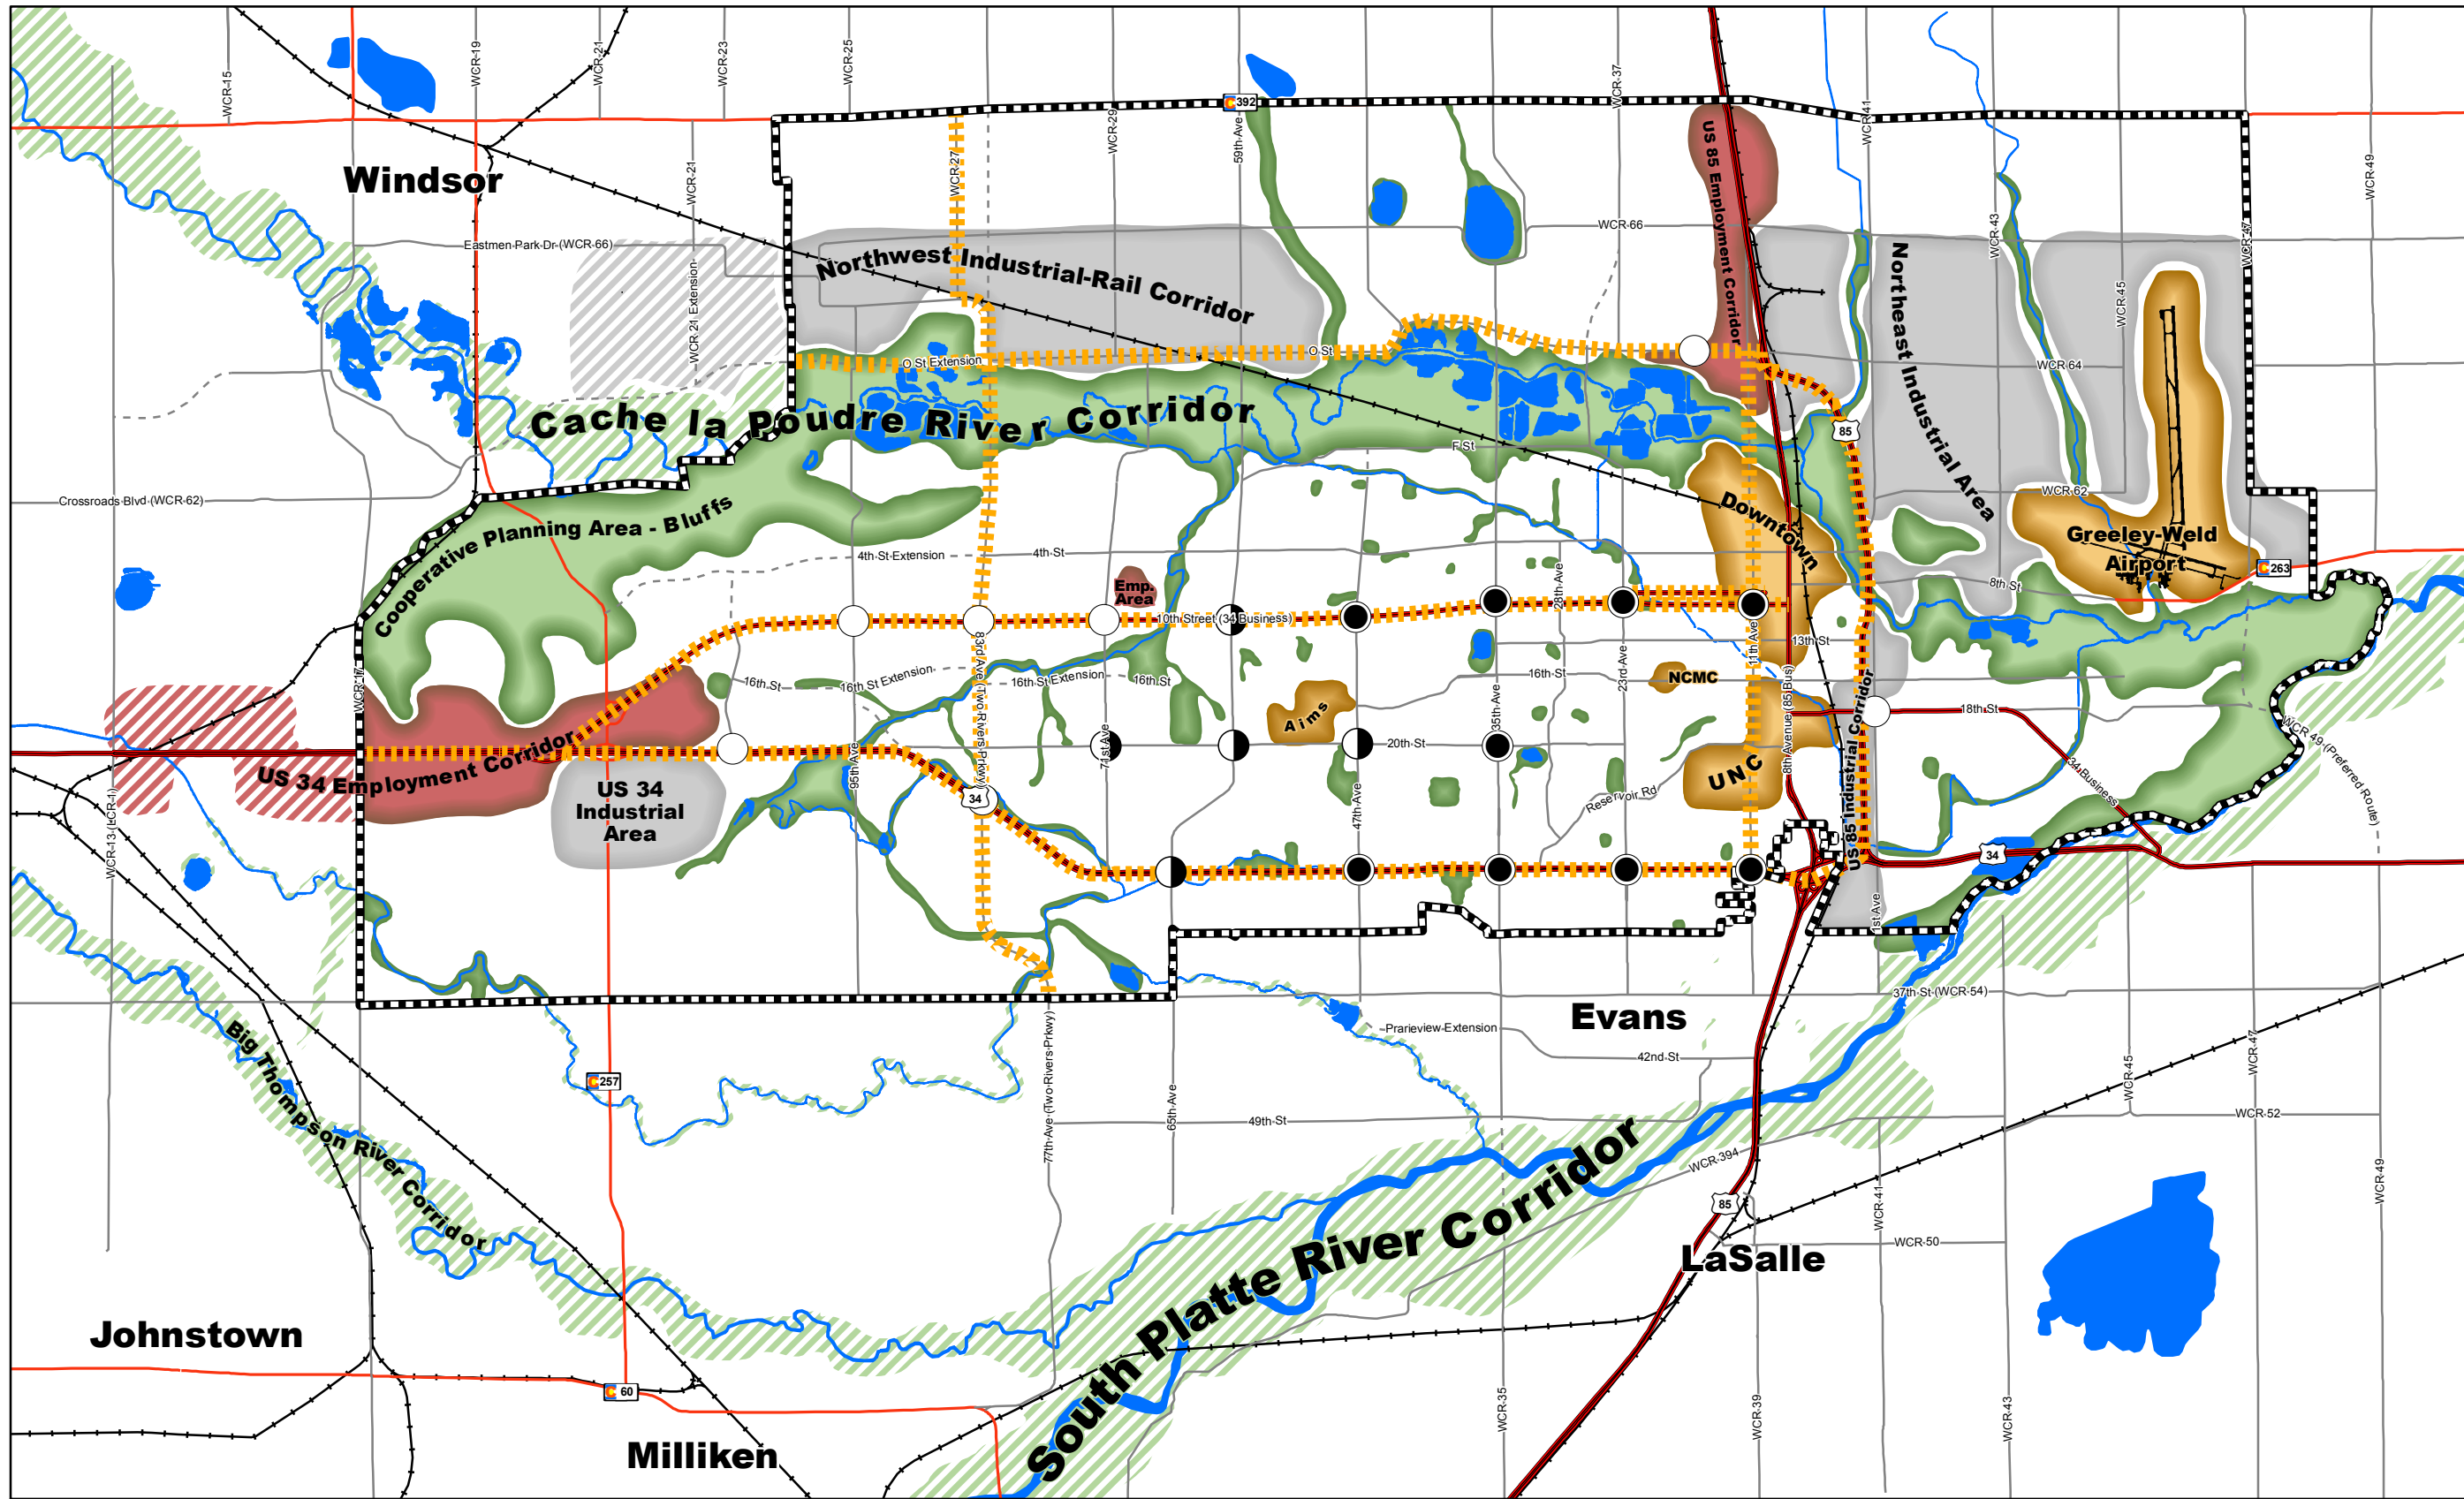 WCR-15
WCR-19
WCR-21
WCR-23
WCR-25
WCR-37
392
WCR-29
59th Ave
WCR-41
WCR-27
WCR-21
WCR-49
Windsor
US 85 Employment Corridor
WCR-66
WCR-43
WCR-47
Eastmen Park Dr (WCR-66)
Northwest Industrial-Rail Corridor
Northeast Industrial Area
WCR-45
WCR-21 Extension
O St Extension
O St
WCR 64
Cache la Poudre River Corridor
85
F St
Crossroads Blvd (WCR-62)
WCR 62
Cooperative Planning Area - Bluffs
Downtown
Greeley-Weld
Airport
263
4th St Extension
4th St
28th Ave
8th St
Emp.
Area
10th Street (34 Business)
11th Ave
13th St
83rd Ave (Two Rivers Prkwy)
16th St
16th St Extension
16th St Extension
16th St
16th St
23rd Ave
NCMC
WCR-17
Aims
35th Ave
8th Avenue (85 Bus)
18th St
US 85 Industrial Corridor
WCR 49 (Preferred Route)
US 34 Employment Corridor
95th Ave
71st Ave
20th St
UNC
34 Business
US 34
Industrial
Area
34
47th Ave
Reservoir Rd
WCR-13 (LCR-1)
34
1st Ave
37th St (WCR-54)
Evans
Prarieview Extension
42nd St
Big Thompson River Corridor
257
77th Ave (Two Rivers Prkwy)
65th Ave
49th St
WCR-45
WCR-47
WCR-52
WCR-394
WCR-49
85
WCR-41
South Platte River Corridor
WCR-50
LaSalle
Johnstown
60
WCR-35
WCR-39
WCR-43
Milliken